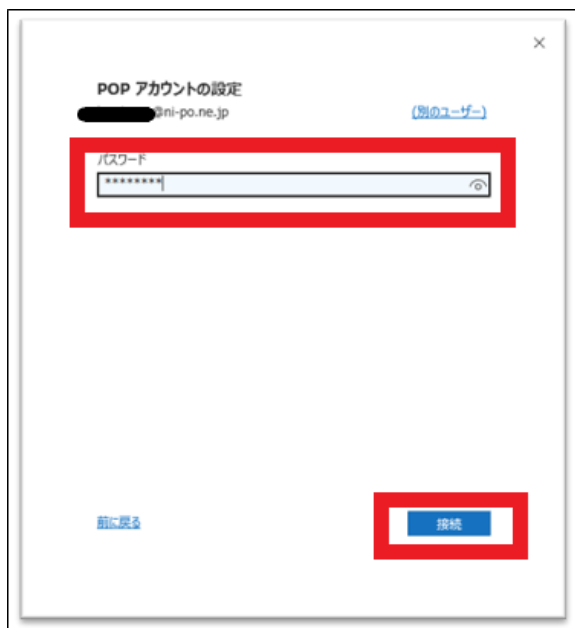 POP アカウントの設定
@ni-po.ne.jp
(別のユーザー)
パスワード
********
前に戻る
接続